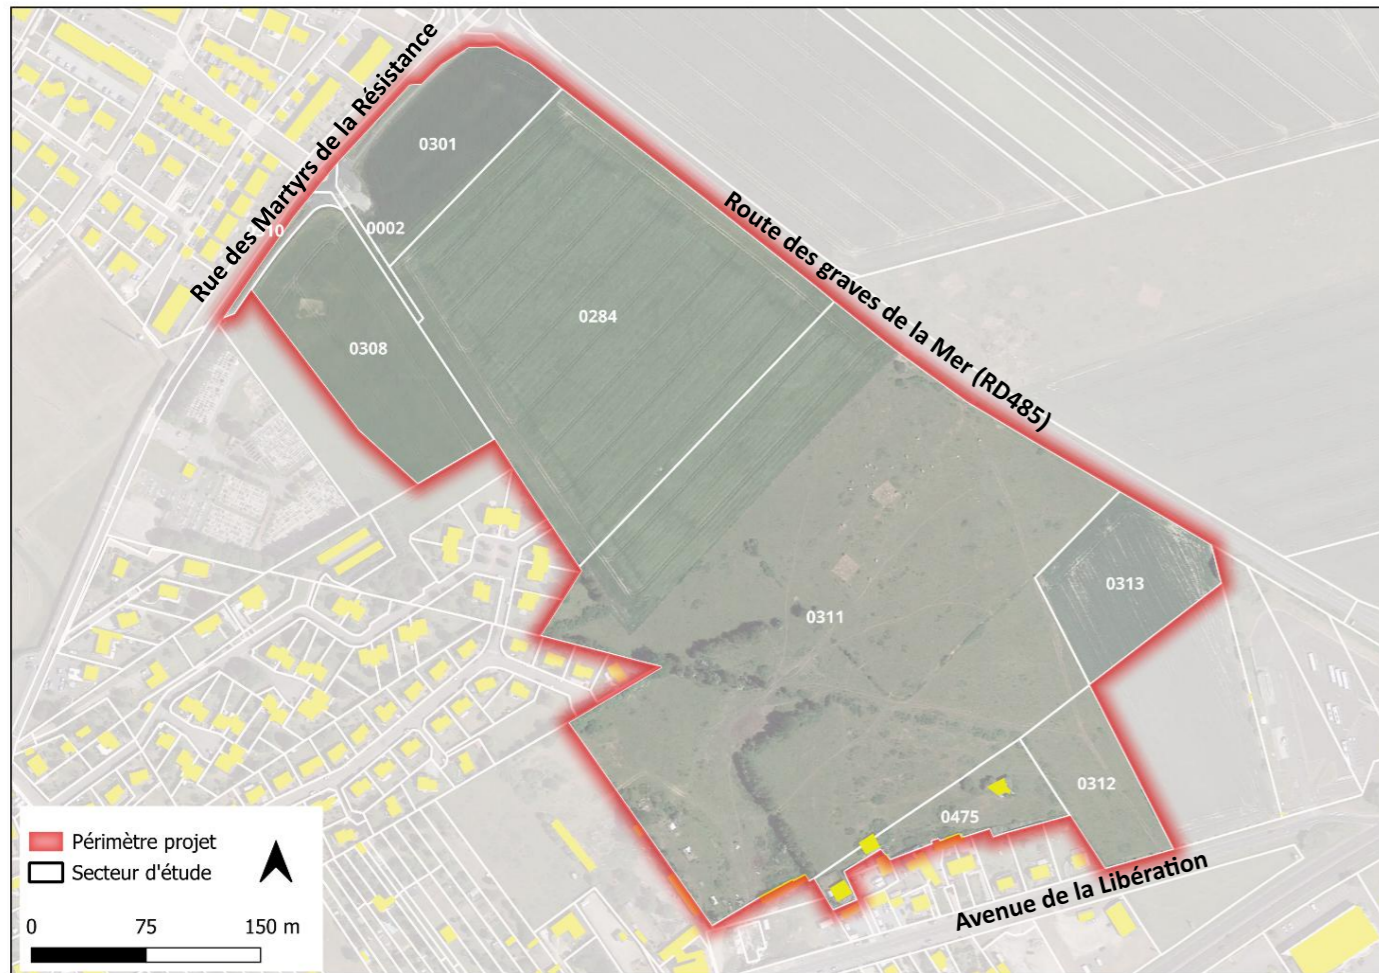 Rue des Martyrs de la Résistance
0301
0002
0284
0308
Route des graves de la Mer (RD485)
0313
0311
0312
0475
Avenue de la Libération
Périmètre projet
Secteur d'étude
0 75 150 m